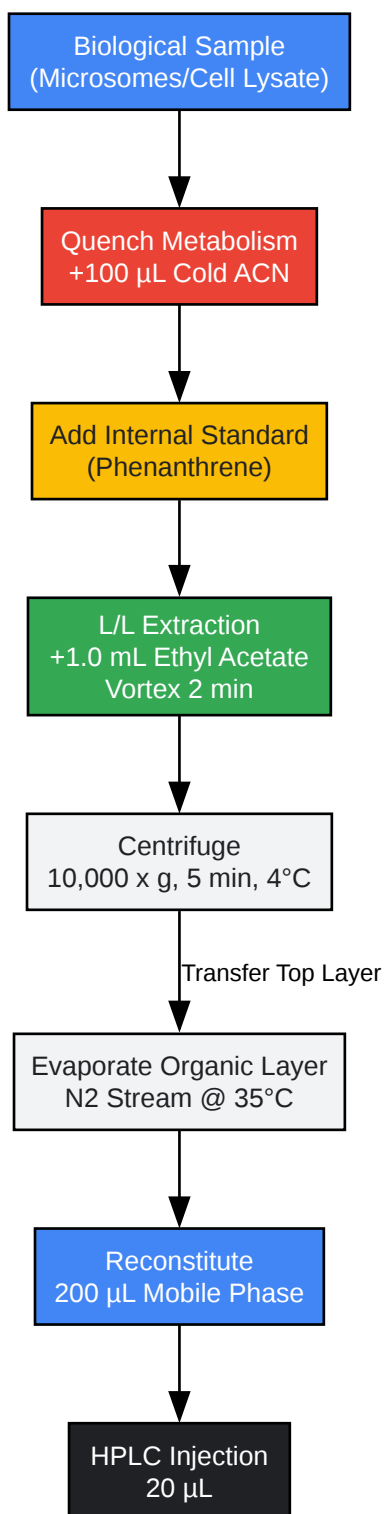 Biological Sample
(Microsomes/Cell Lysate)
Quench Metabolism
+100 µL Cold ACN
Add Internal Standard
(Phenanthrene)
L/L Extraction
+1.0 mL Ethyl Acetate
Vortex 2 min
Centrifuge
10,000 x g, 5 min, 4°C
Transfer Top Layer
Evaporate Organic Layer
N2 Stream @ 35°C
Reconstitute
200 µL Mobile Phase
HPLC Injection
20 µL